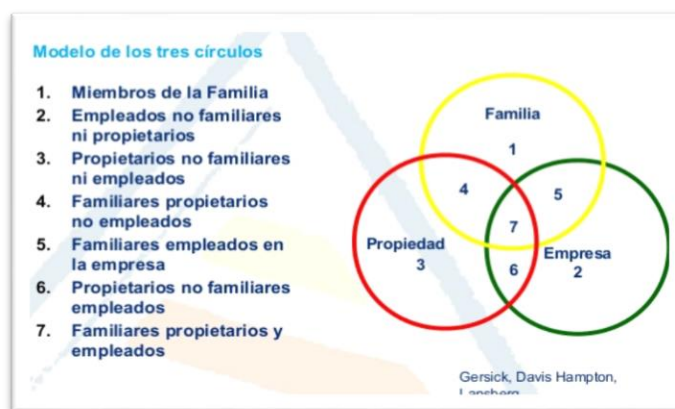 Modelo de los tres círculos
1. Miembros de la Familia
2. Empleados no familiares
ni propietarios
3. Propietarios no familiares
ni empleados
4. Familiares propietarios
no empleados
5. Familiares empleados en
la empresa
6. Propietarios no familiares
empleados
7. Familiares propietarios y
empleados
Familia
1
4
5
7
Propiedad
3
6
Empresa
2
Gersick, Davis Hampton,
Lansberg